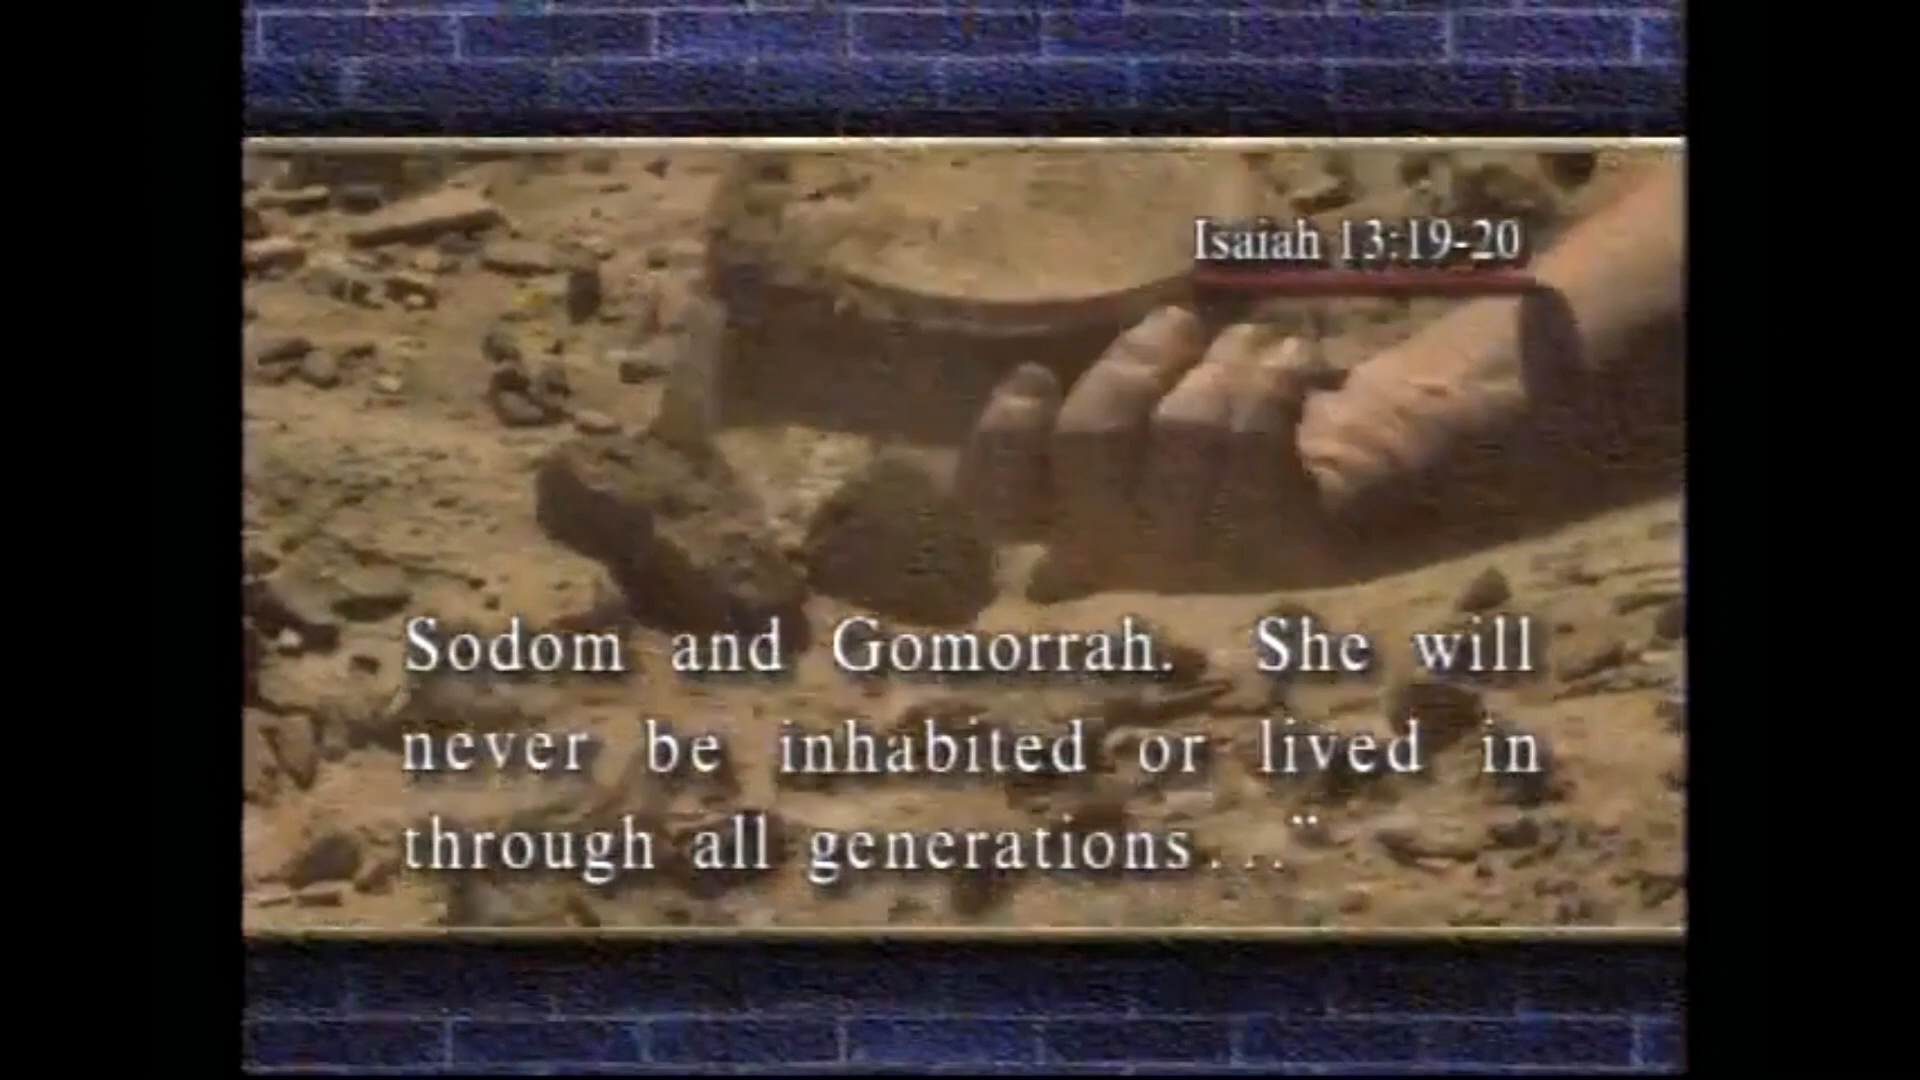 Isaiah 13:19-20
Sodom and Gomorrah. She will
never be inhabited or lived in
through all generations..."